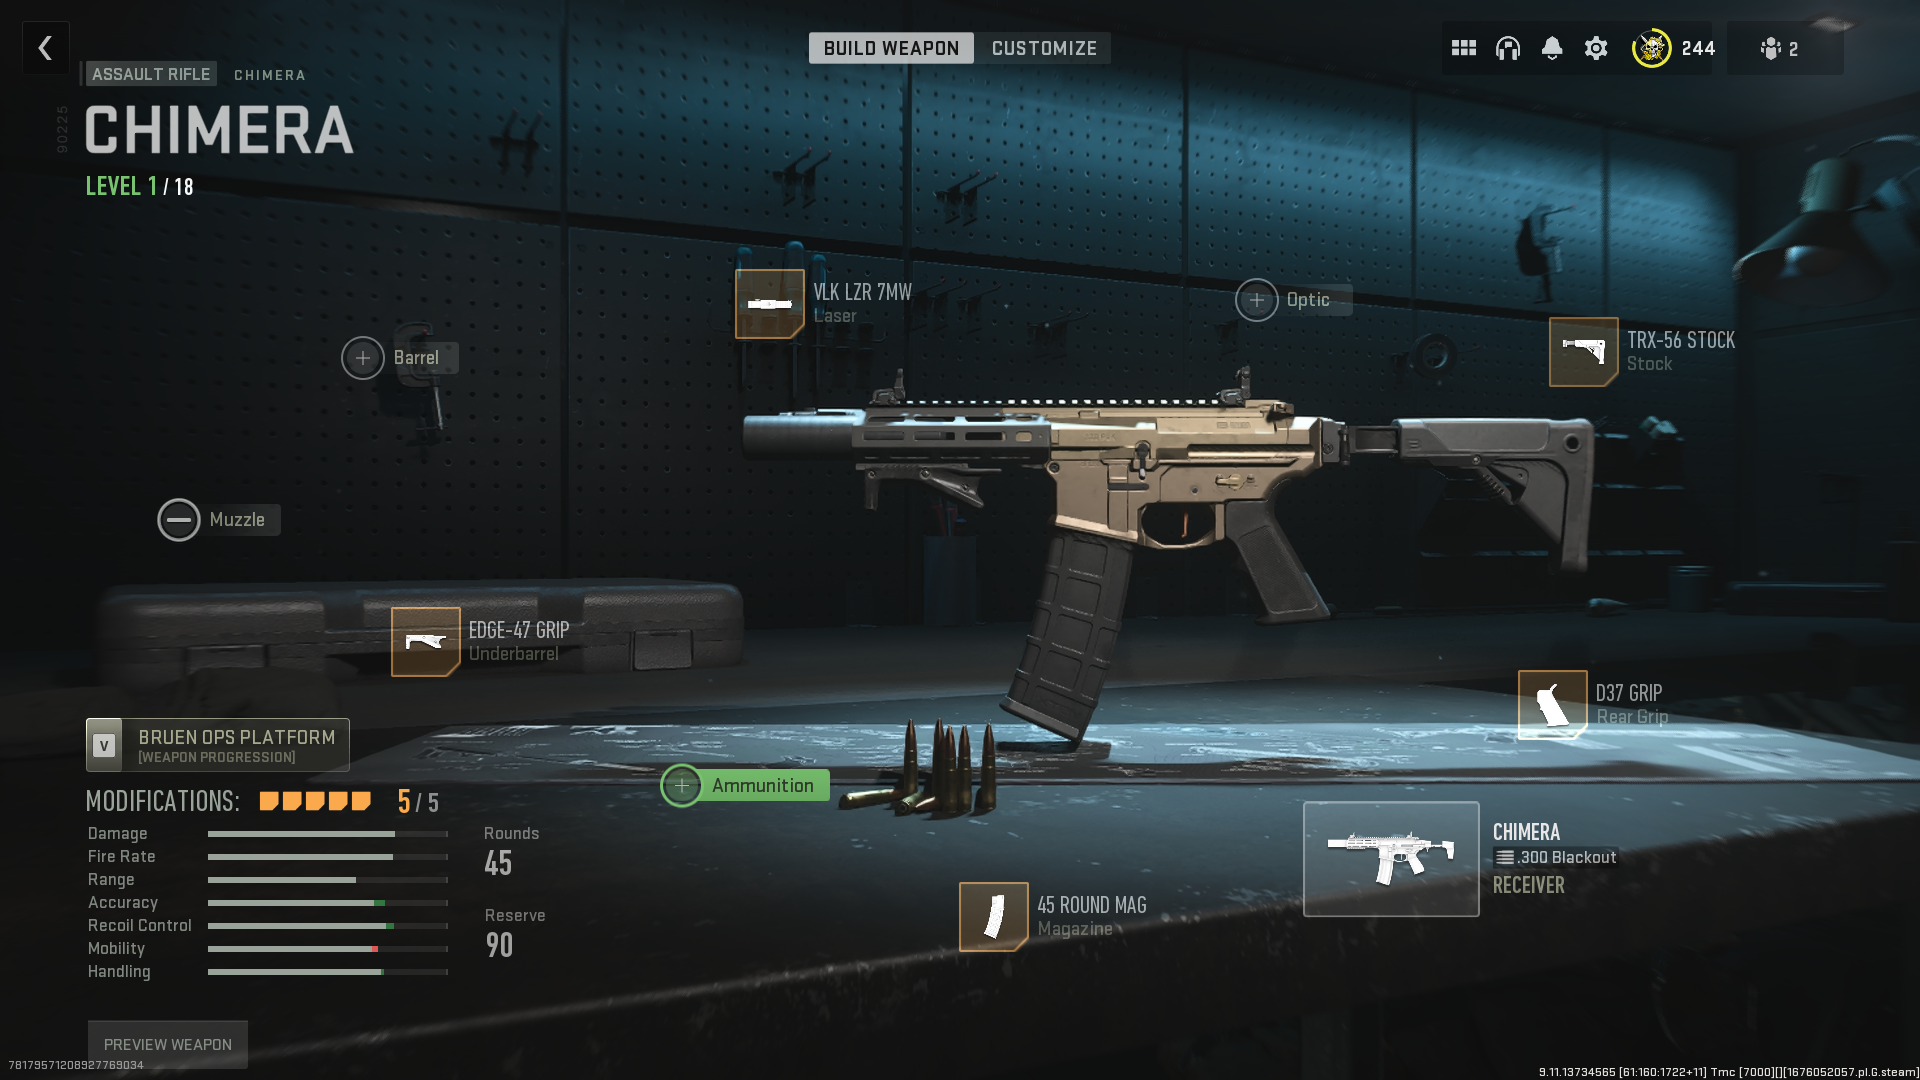 BUILD WEAPON
CUSTOMIZE
244
2
ASSAULT RIFLE
CHIMERA
90225
CHIMERA
LEVEL 1 / 18
VLK LZR 7MW
Laser
Optic
TRX-56 STOCK
Stock
Barrel
Muzzle
EDGE-47 GRIP
Underbarrel
D37 GRIP
Rear Grip
V
BRUEN OPS PLATFORM
[WEAPON PROGRESSION]
Ammunition
MODIFICATIONS: 5 / 5
Damage
Fire Rate
Range
Accuracy
Recoil Control
Mobility
Handling
Rounds
45
Reserve
90
CHIMERA
.300 Blackout
RECEIVER
45 ROUND MAG
Magazine
PREVIEW WEAPON
78179571208927769034
9.11.13734565 [61:160:1722+11] Tmc [7000][][1676052057.pl.G.steam]